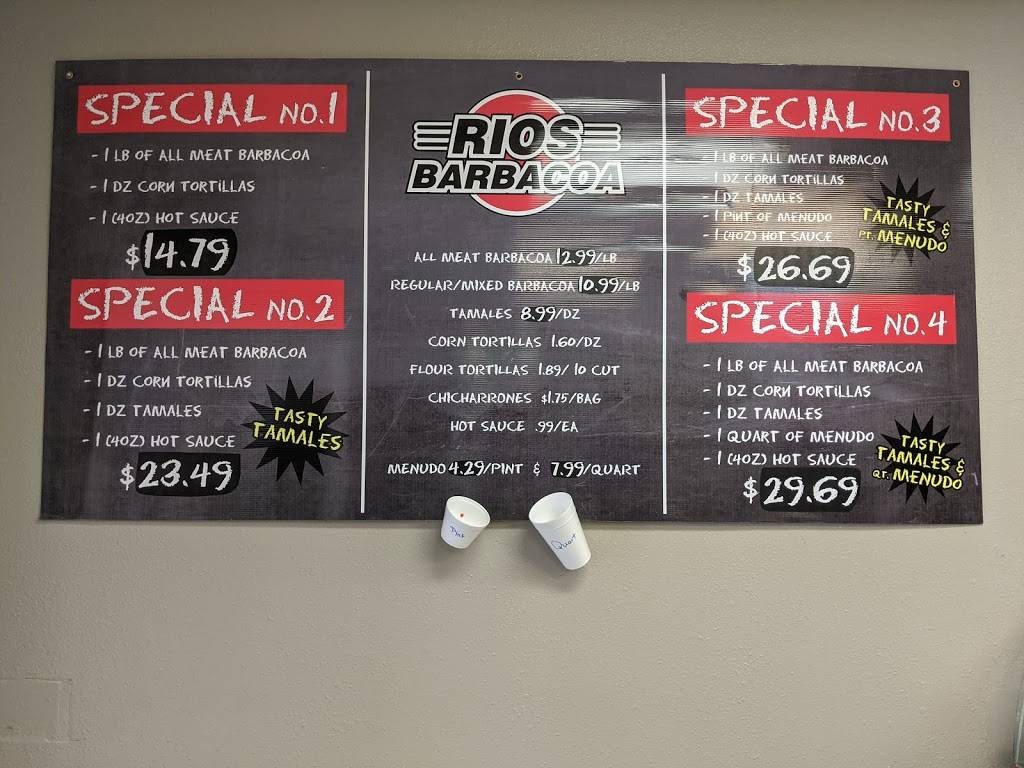 SPECIAL NO.1
- 1 LB OF ALL MEAT BARBACOA
- 1 DZ CORN TORTILLAS
- 1 (4OZ) HOT SAUCE
$14.79
SPECIAL NO.2
- 1 LB OF ALL MEAT BARBACOA
- 1 DZ CORN TORTILLAS
- 1 DZ TAMALES
- 1 (4OZ) HOT SAUCE
$23.49
TASTY
TAMALES
RIOS
BARBACOA
ALL MEAT BARBACOA 12.99/LB
REGULAR/MIXED BARBACOA 10.99/LB
TAMALES 8.99/DZ
CORN TORTILLAS 1.60/DZ
FLOUR TORTILLAS 1.89/ 10 CUT
CHICHARRONES $1.75/BAG
HOT SAUCE .99/EA
MENUDO 4.29/PINT & 7.99/QUART
Pint
Quart
SPECIAL NO.3
- 1 LB OF ALL MEAT BARBACOA
- 1 DZ CORN TORTILLAS
- 1 DZ TAMALES
- 1 PINT OF MENUDO
- 1 (4OZ) HOT SAUCE
$26.69
TASTY
TAMALES &
PT. MENUDO
SPECIAL NO.4
- 1 LB OF ALL MEAT BARBACOA
- 1 DZ CORN TORTILLAS
- 1 DZ TAMALES
- 1 QUART OF MENUDO
- 1 (4OZ) HOT SAUCE
$29.69
TASTY
TAMALES &
QT. MENUDO